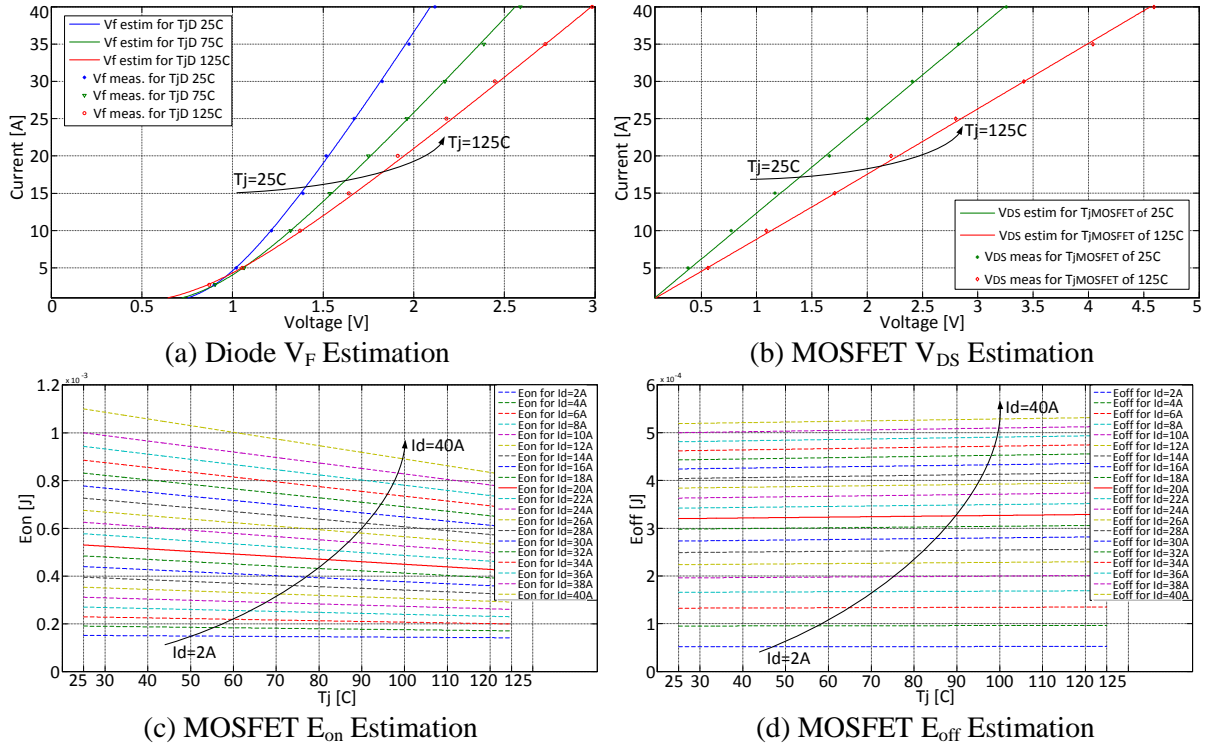 Vf estim for TjD 25C
Vf estim for TjD 75C
Vf estim for TjD 125C
Vf meas. for TjD 25C
Vf meas. for TjD 75C
Vf meas. for TjD 125C
Tj=25C
Tj=125C
40
35
30
25
20
15
10
5
Current [A]
0
0.5
1
1.5
2
2.5
3
Voltage [V]
(a) Diode VF Estimation
40
35
30
25
20
15
10
5
Current [A]
Tj=25C
Tj=125C
VDS estim for TjMOSFET of 25C
VDS estim for TjMOSFET of 125C
VDS meas for TjMOSFET of 25C
VDS meas for TjMOSFET of 125C
0.1
0.5
1
1.5
2
2.5
3
3.5
4
4.5
5
Voltage [V]
(b) MOSFET VDS Estimation
x 10-3
1.2
1
0.8
0.6
0.4
0.2
0
Eon [J]
Id=40A
Id=2A
Eon for Id=2A
Eon for Id=4A
Eon for Id=6A
Eon for Id=8A
Eon for Id=10A
Eon for Id=12A
Eon for Id=14A
Eon for Id=16A
Eon for Id=18A
Eon for Id=20A
Eon for Id=22A
Eon for Id=24A
Eon for Id=26A
Eon for Id=28A
Eon for Id=30A
Eon for Id=32A
Eon for Id=34A
Eon for Id=36A
Eon for Id=38A
Eon for Id=40A
25 30 40 50 60 70 80 90 100 110 120 125
Tj [C]
(c) MOSFET Eon Estimation
x 10-4
6
5
4
3
2
1
0
Eoff [J]
Id=40A
Id=2A
Eoff for Id=2A
Eoff for Id=4A
Eoff for Id=6A
Eoff for Id=8A
Eoff for Id=10A
Eoff for Id=12A
Eoff for Id=14A
Eoff for Id=16A
Eoff for Id=18A
Eoff for Id=20A
Eoff for Id=22A
Eoff for Id=24A
Eoff for Id=26A
Eoff for Id=28A
Eoff for Id=30A
Eoff for Id=32A
Eoff for Id=34A
Eoff for Id=36A
Eoff for Id=38A
Eoff for Id=40A
25 30 40 50 60 70 80 90 100 110 120 125
Tj [C]
(d) MOSFET Eoff Estimation